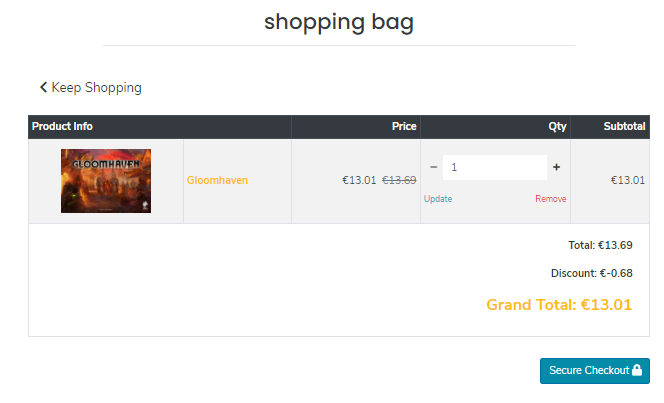 shopping bag
Keep Shopping
Product Info Price Qty Subtotal
GLOOMHAVEN
Gloomhaven €13.01 €13.69 − 1 + €13.01
Update Remove
Total: €13.69
Discount: €-0.68
Grand Total: €13.01
Secure Checkout